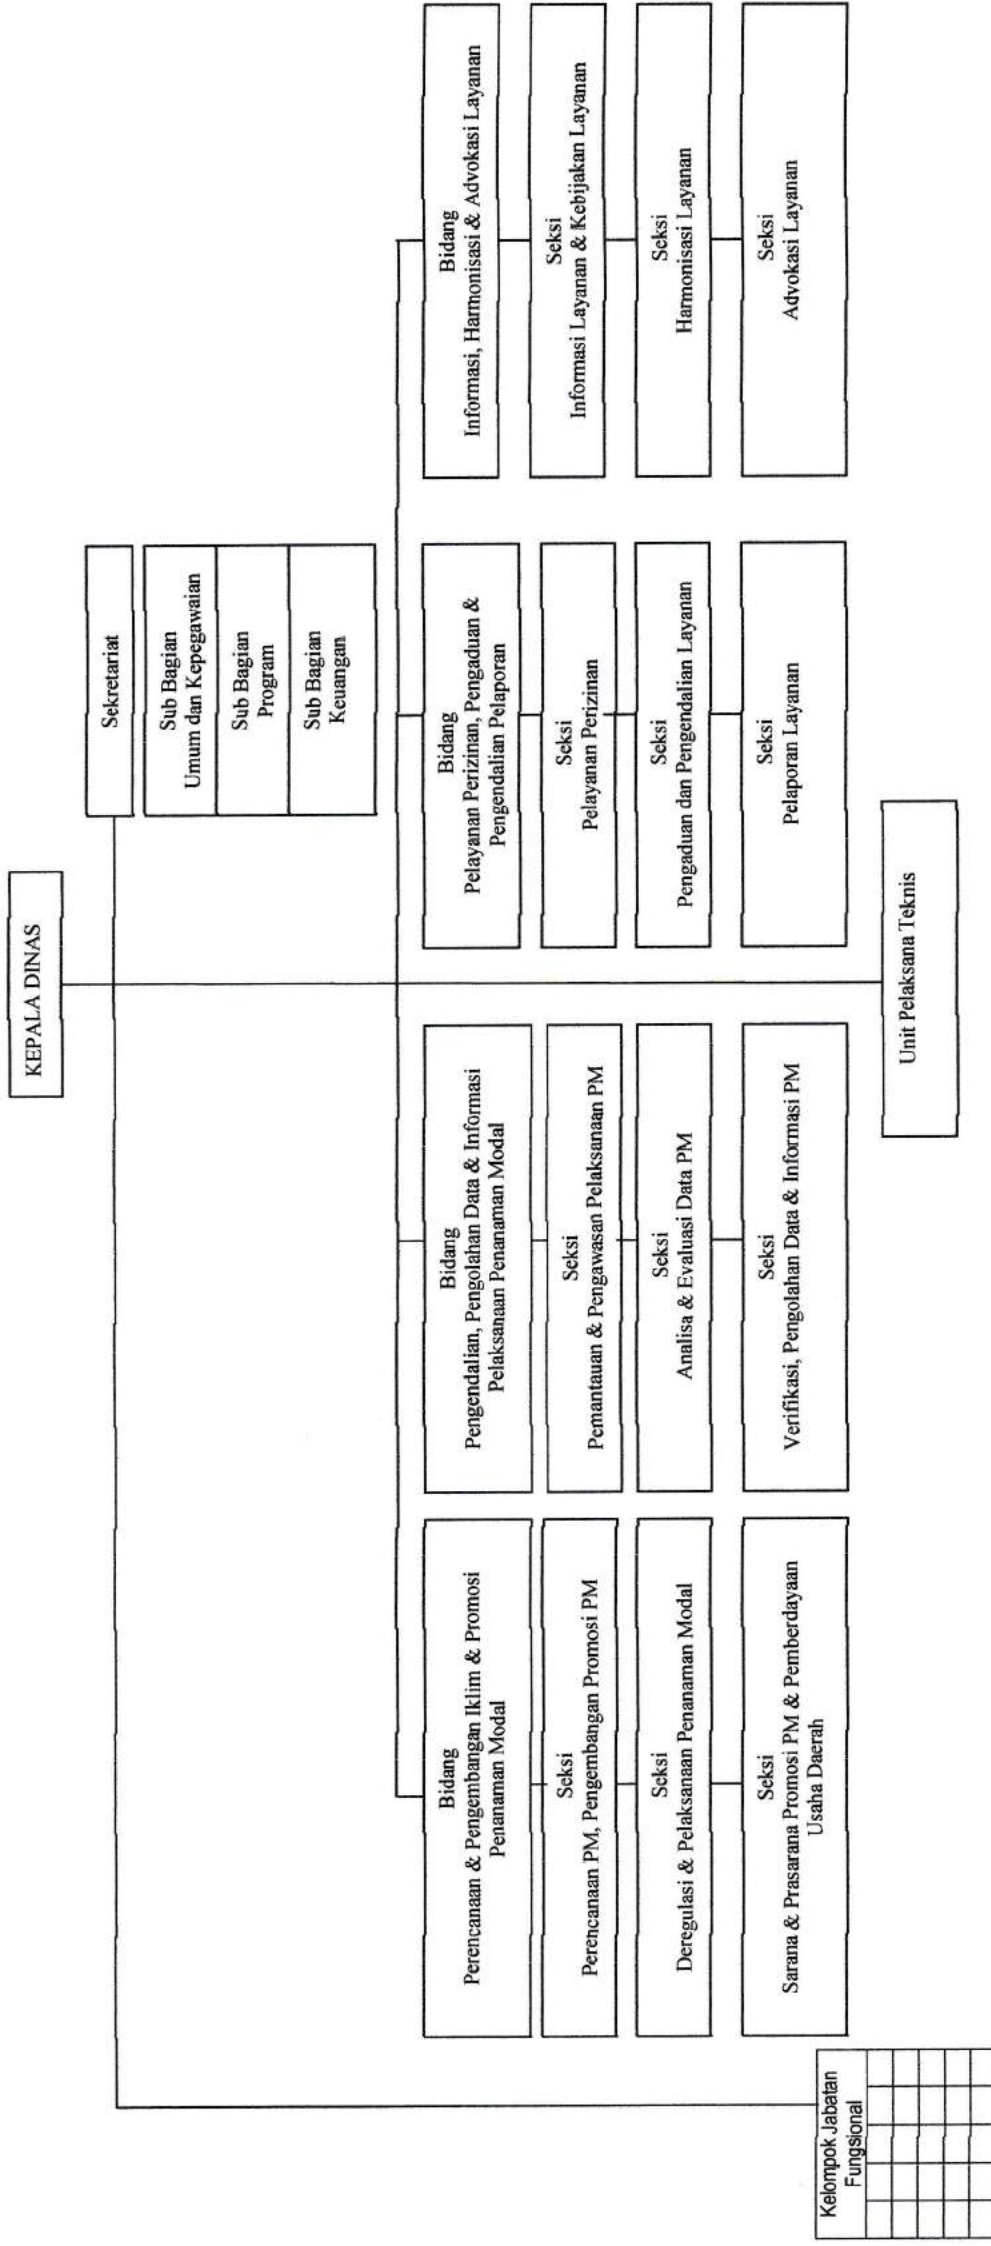 KEPALA DINAS
Sekretariat
Sub Bagian
Umum dan Kepegawaian
Sub Bagian
Program
Sub Bagian
Keuangan
Bidang
Perencanaan & Pengembangan Iklim & Promosi
Penanaman Modal
Seksi
Perencanaan PM, Pengembangan Promosi PM
Seksi
Deregulasi & Pelaksanaan Penanaman Modal
Seksi
Sarana & Prasarana Promosi PM & Pemberdayaan
Usaha Daerah
Bidang
Pengendalian, Pengolahan Data & Informasi
Pelaksanaan Penanaman Modal
Seksi
Pemantauan & Pengawasan Pelaksanaan PM
Seksi
Analisa & Evaluasi Data PM
Seksi
Verifikasi, Pengolahan Data & Informasi PM
Bidang
Pelayanan Perizinan, Pengaduan &
Pengendalian Pelaporan
Seksi
Pelayanan Perizinan
Seksi
Pengaduan dan Pengendalian Layanan
Seksi
Pelaporan Layanan
Bidang
Informasi, Harmonisasi & Advokasi Layanan
Seksi
Informasi Layanan & Kebijakan Layanan
Seksi
Harmonisasi Layanan
Seksi
Advokasi Layanan
Kelompok Jabatan
Fungsional
Unit Pelaksana Teknis